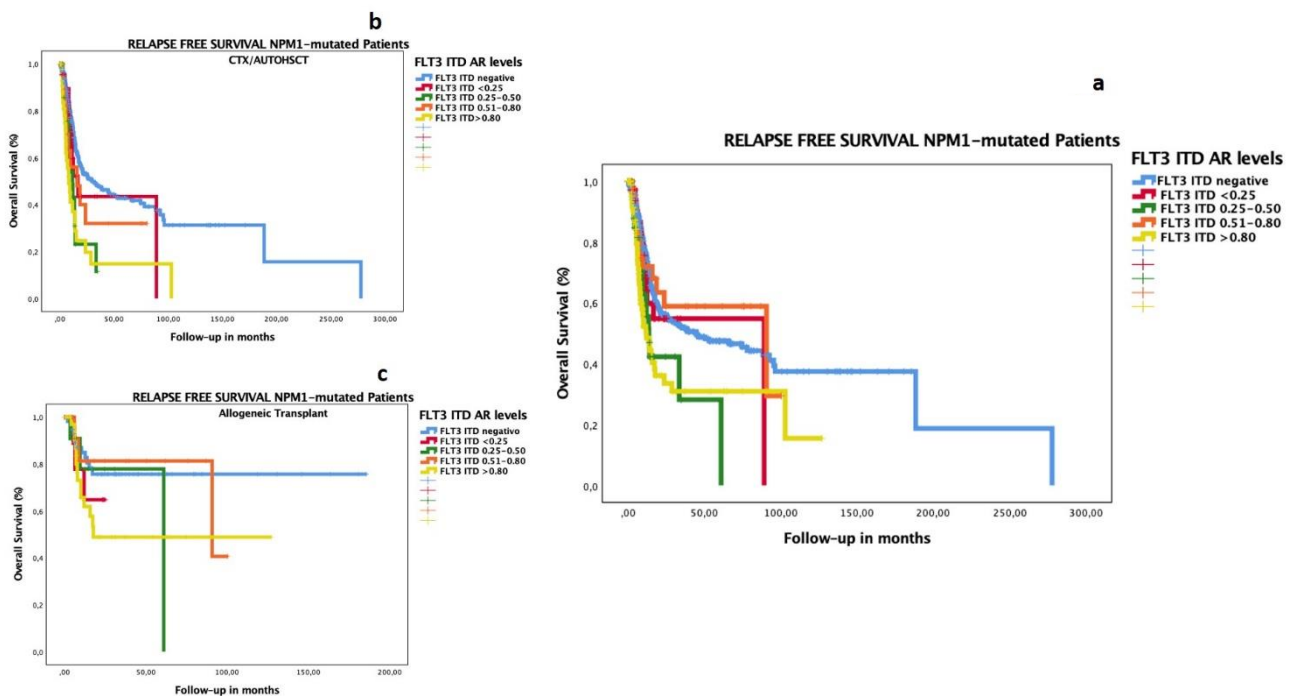 b
RELAPSE FREE SURVIVAL NPM1-mutated Patients
CTX/AUTOHSCT
FLT3 ITD AR levels
FLT3 ITD negative
FLT3 ITD <0.25
FLT3 ITD 0.25-0.50
FLT3 ITD 0.51-0.80
FLT3 ITD>0.80
Overall Survival (%)
1,0
0,8
0,6
0,4
0,2
0,0
,00 50,00 100,00 150,00 200,00 250,00 300,00
Follow-up in months
c
RELAPSE FREE SURVIVAL NPM1-mutated Patients
Allogeneic Transplant
FLT3 ITD AR levels
FLT3 ITD negativo
FLT3 ITD <0.25
FLT3 ITD 0.25-0.50
FLT3 ITD 0.51-0.80
FLT3 ITD >0.80
Overall Survival (%)
1,0
0,8
0,6
0,4
0,2
0,0
,00 50,00 100,00 150,00 200,00
Follow-up in months
a
RELAPSE FREE SURVIVAL NPM1-mutated Patients
FLT3 ITD AR levels
FLT3 ITD negative
FLT3 ITD <0.25
FLT3 ITD 0.25-0.50
FLT3 ITD 0.51-0.80
FLT3 ITD >0.80
Overall Survival (%)
1,0
0,8
0,6
0,4
0,2
0,0
,00 50,00 100,00 150,00 200,00 250,00 300,00
Follow-up in months